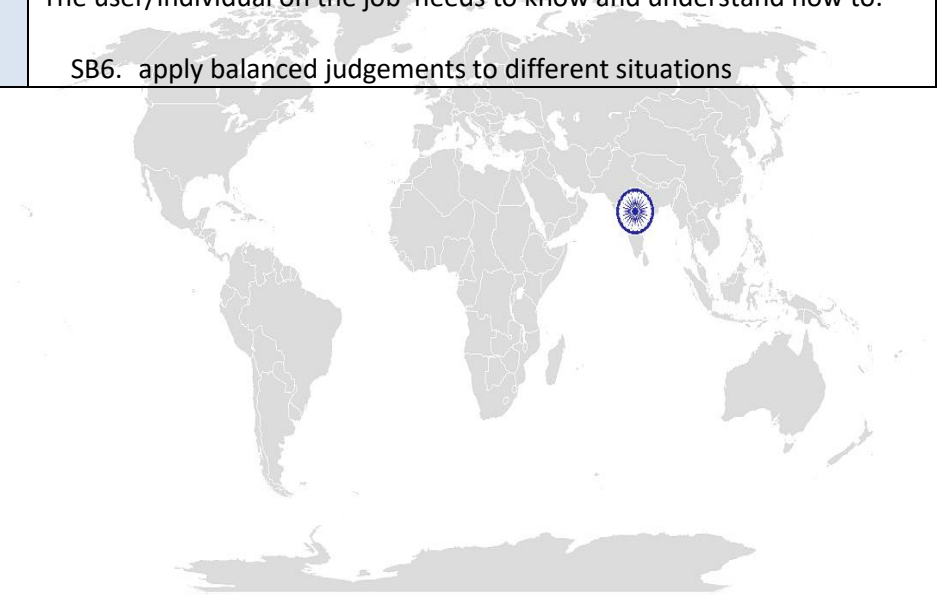 The user/individual on the job needs to know and understand how to:
SB6. apply balanced judgements to different situations